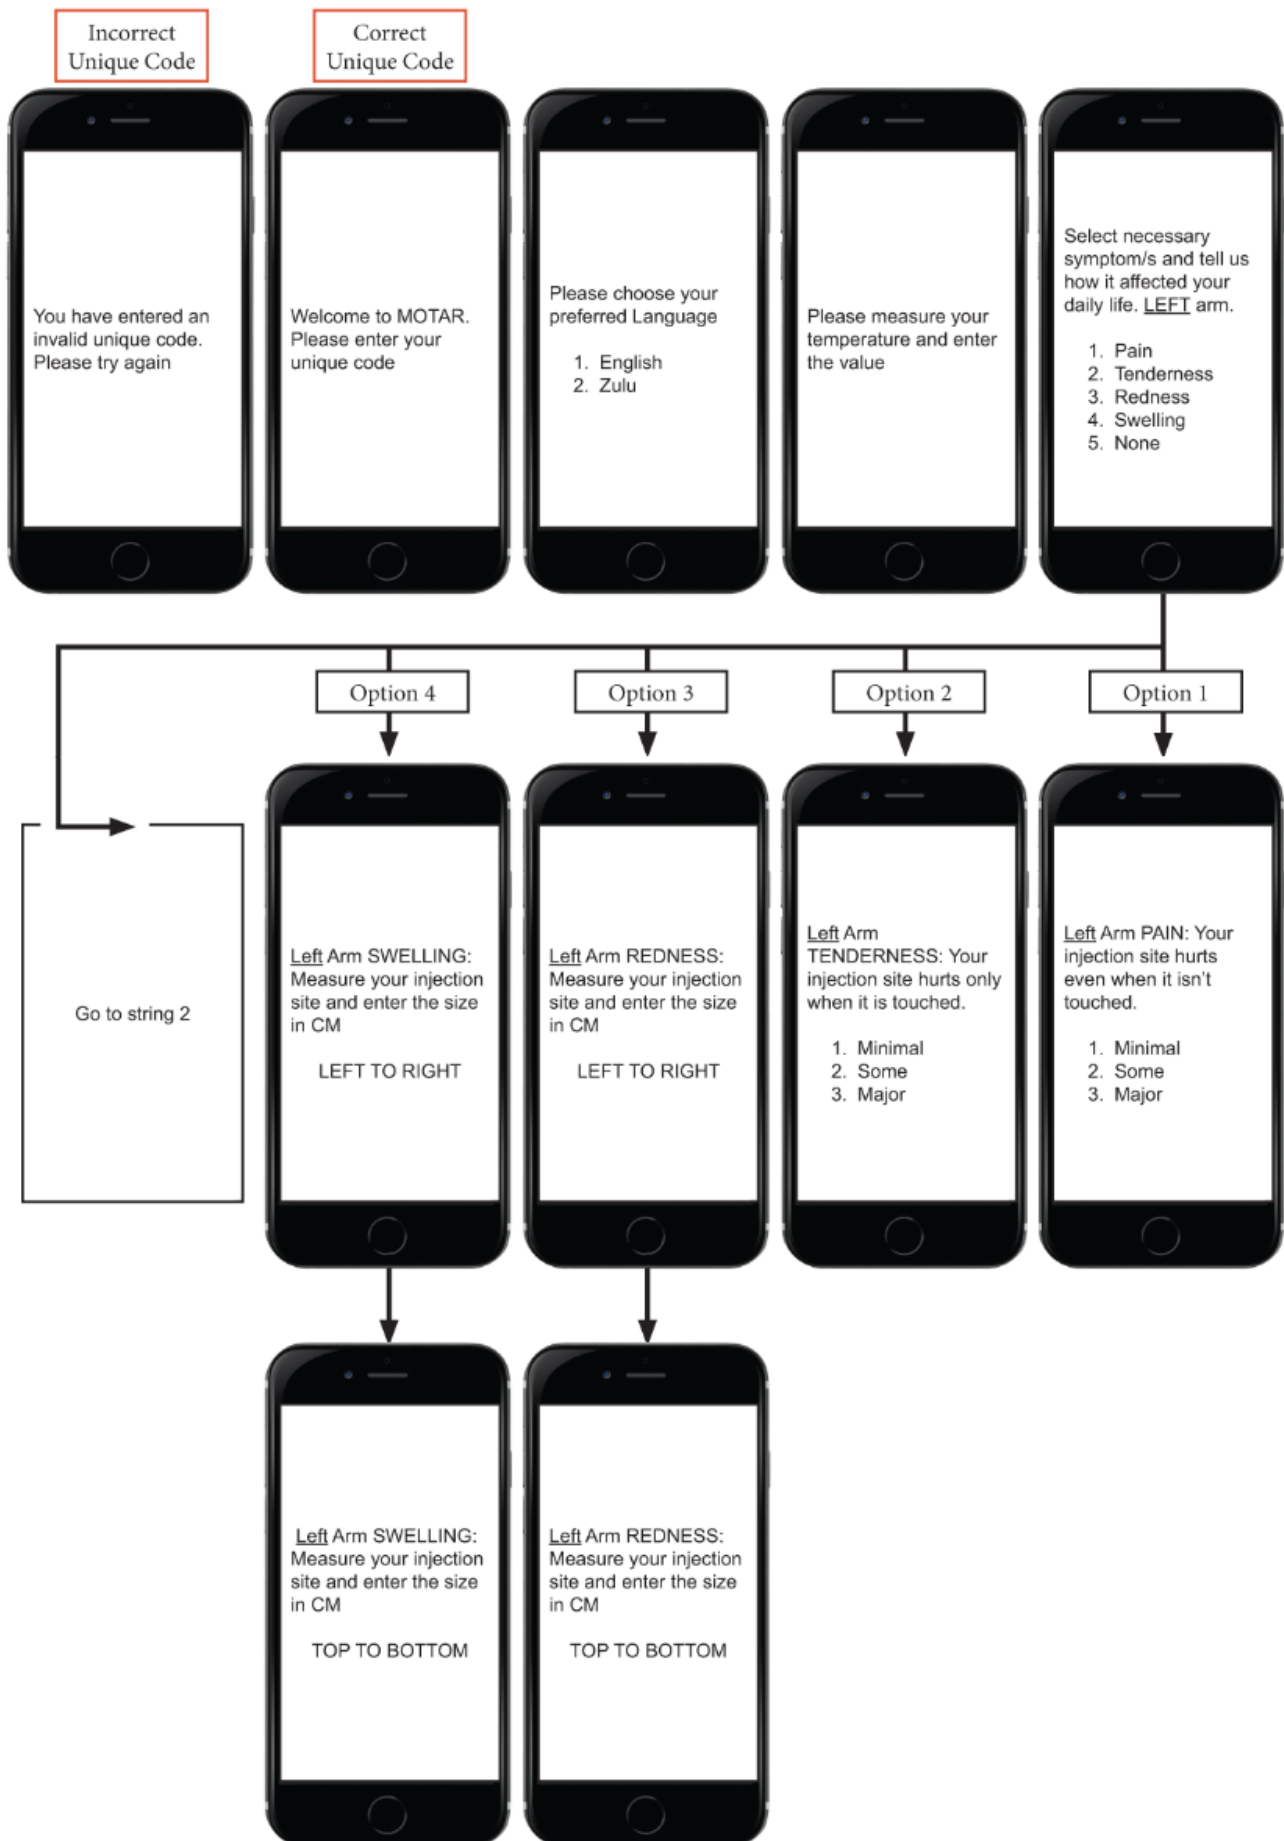 Incorrect
Unique Code
Correct
Unique Code
You have entered an
invalid unique code.
Please try again
Welcome to MOTAR.
Please enter your
unique code
Please choose your
preferred Language
1. English
2. Zulu
Please measure your
temperature and enter
the value
Select necessary
symptom/s and tell us
how it affected your
daily life. LEFT arm.
1. Pain
2. Tenderness
3. Redness
4. Swelling
5. None
Option 4
Option 3
Option 2
Option 1
Go to string 2
Left Arm SWELLING:
Measure your injection
site and enter the size
in CM
LEFT TO RIGHT
Left Arm REDNESS:
Measure your injection
site and enter the size
in CM
LEFT TO RIGHT
Left Arm
TENDERNESS: Your
injection site hurts only
when it is touched.
1. Minimal
2. Some
3. Major
Left Arm PAIN: Your
injection site hurts
even when it isn't
touched.
1. Minimal
2. Some
3. Major
Left Arm SWELLING:
Measure your injection
site and enter the size
in CM
TOP TO BOTTOM
Left Arm REDNESS:
Measure your injection
site and enter the size
in CM
TOP TO BOTTOM